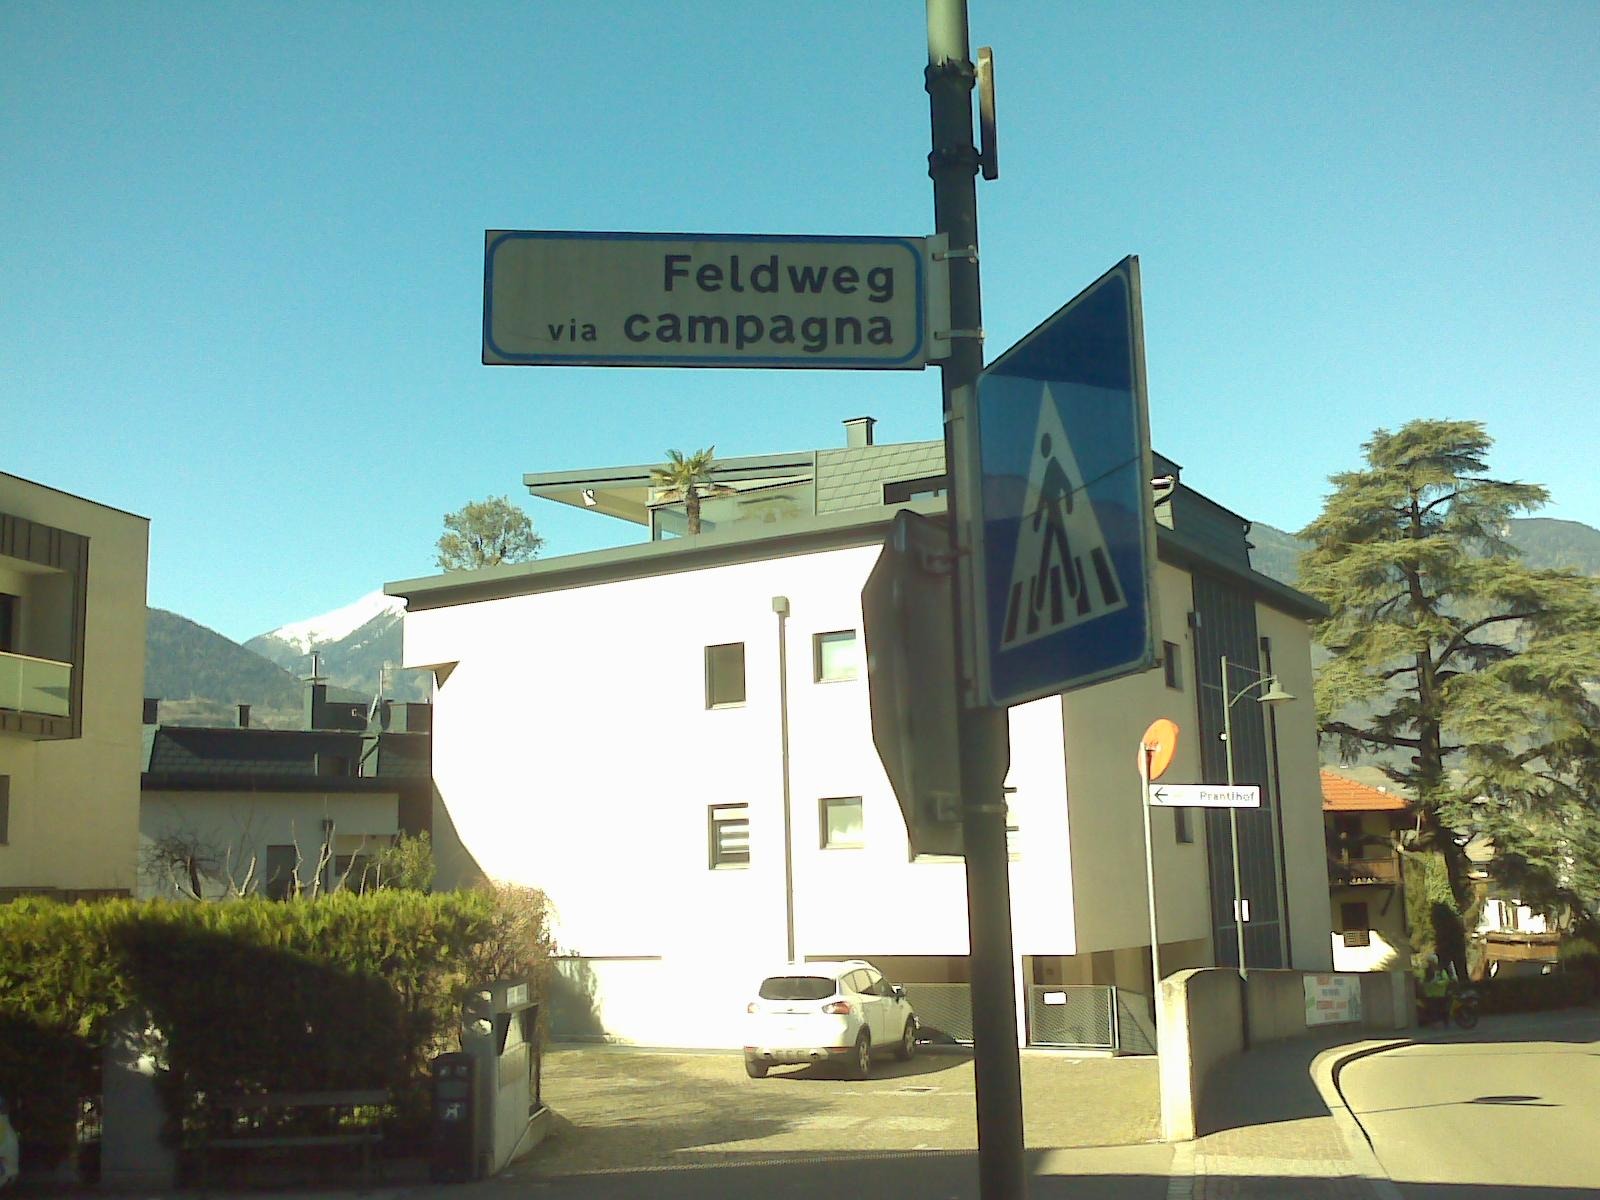 Feldweg
via campagna
Prantlhof